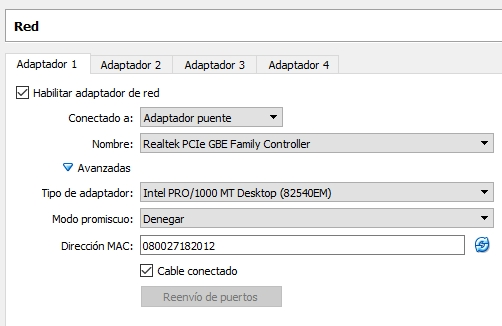 Red
Adaptador 1 Adaptador 2 Adaptador 3 Adaptador 4
Habilitar adaptador de red
Conectado a: Adaptador puente
Nombre: Realtek PCIe GBE Family Controller
Avanzadas
Tipo de adaptador: Intel PRO/1000 MT Desktop (82540EM)
Modo promiscuo: Denegar
Dirección MAC: 080027182012
Cable conectado
Reenvío de puertos